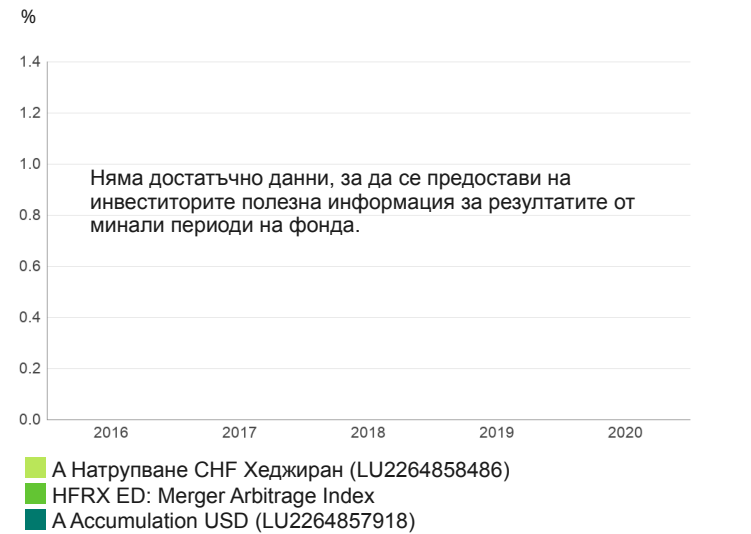 %
1.4
1.2
1.0
Няма достатъчно данни, за да се предостави на
инвеститорите полезна информация за резултатите от
0.8
минали периоди на фонда.
0.6
0.4
0.2
0.0
2016 2017 2018 2019 2020
А Натрупване CHF Хеджиран (LU2264858486)
HFRX ED: Merger Arbitrage Index
A Accumulation USD (LU2264857918)